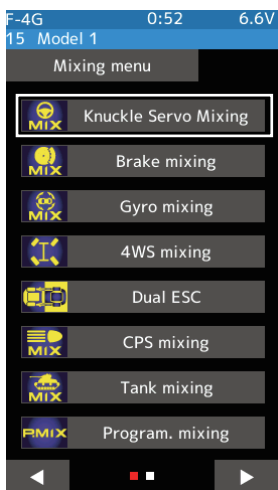 F-4G 0:52 6.6V
15 Model 1
Mixing menu
MIX Knuckle Servo Mixing
MIX Brake mixing
MIX Gyro mixing
4WS mixing
Dual ESC
MIX CPS mixing
MIX Tank mixing
PMIX Program. mixing